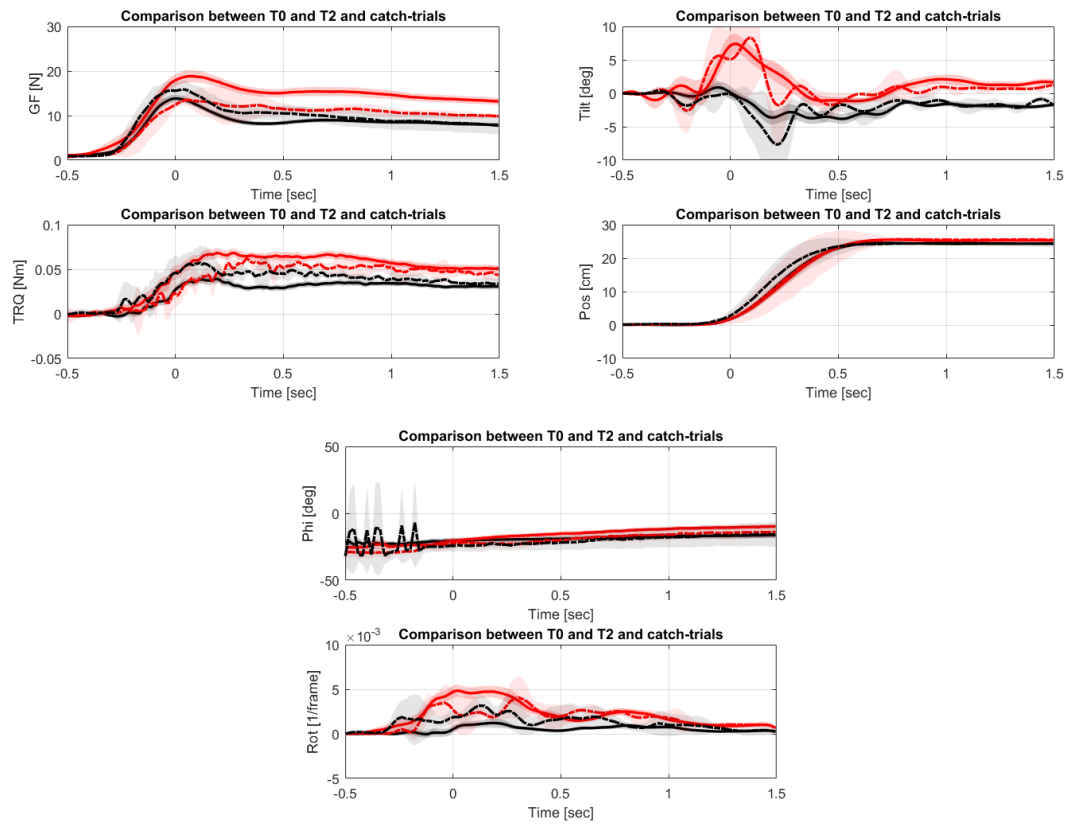 Comparison between T0 and T2 and catch-trials
GF [N]
30
20
10
0
-0.5 0 0.5 1 1.5
Time [sec]
Comparison between T0 and T2 and catch-trials
Tilt [deg]
10
5
0
-5
-10
-0.5 0 0.5 1 1.5
Time [sec]
Comparison between T0 and T2 and catch-trials
TRQ [Nm]
0.1
0.05
0
-0.05
-0.5 0 0.5 1 1.5
Time [sec]
Comparison between T0 and T2 and catch-trials
Pos [cm]
30
20
10
0
-10
-0.5 0 0.5 1 1.5
Time [sec]
Comparison between T0 and T2 and catch-trials
Phi [deg]
50
0
-50
-0.5 0 0.5 1 1.5
Time [sec]
Comparison between T0 and T2 and catch-trials
×10⁻³
Rot [1/frame]
10
5
0
-5
-0.5 0 0.5 1 1.5
Time [sec]